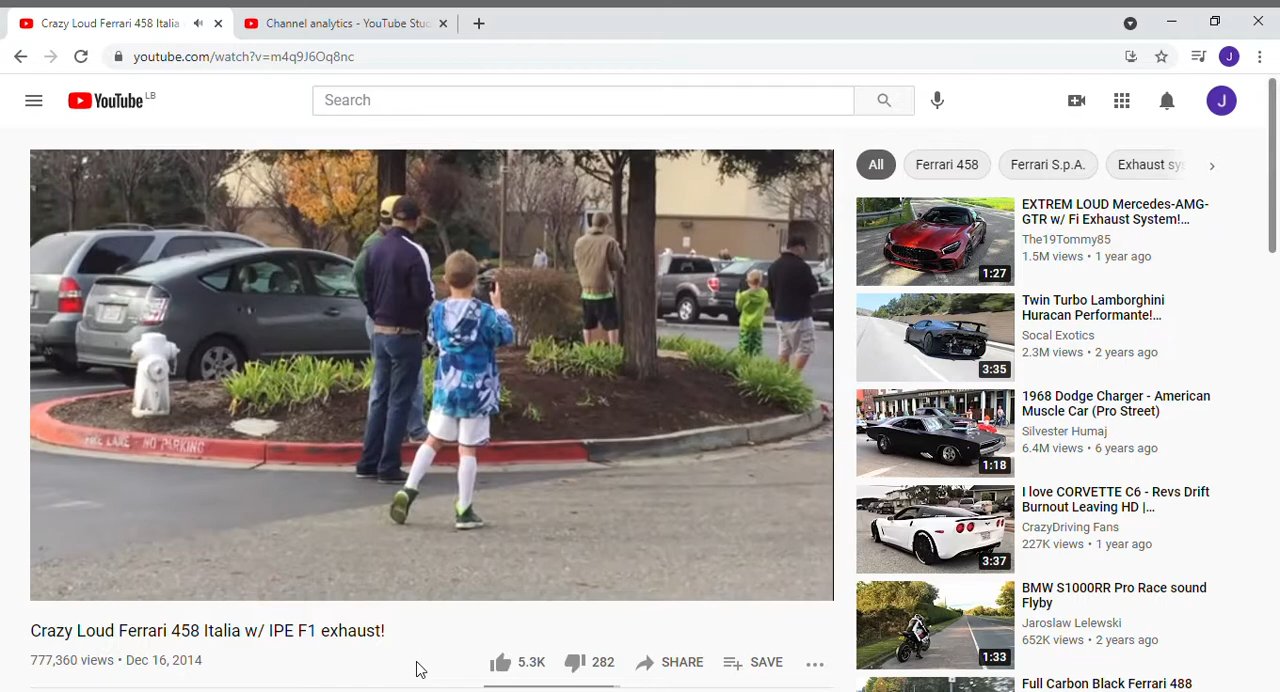 Crazy Loud Ferrari 458 Italia
Channel analytics - YouTube Stu
youtube.com/watch?v=m4q9J6Oq8nc
J
YouTube LB
Search
J
FIRE LANE - NO PARKING
All
Ferrari 458
Ferrari S.p.A.
Exhaust sy
EXTREM LOUD Mercedes-AMG-
GTR w/ Fi Exhaust System!...
The19Tommy85
1.5M views • 1 year ago
1:27
Twin Turbo Lamborghini
Huracan Performante!...
Socal Exotics
2.3M views • 2 years ago
3:35
1968 Dodge Charger - American
Muscle Car (Pro Street)
Silvester Humaj
6.4M views • 6 years ago
1:18
I love CORVETTE C6 - Revs Drift
Burnout Leaving HD |...
CrazyDriving Fans
227K views • 1 year ago
3:37
BMW S1000RR Pro Race sound
Flyby
Jaroslaw Lelewski
652K views • 2 years ago
1:33
Full Carbon Black Ferrari 488
Crazy Loud Ferrari 458 Italia w/ IPE F1 exhaust!
777,360 views • Dec 16, 2014
5.3K
282
SHARE
SAVE